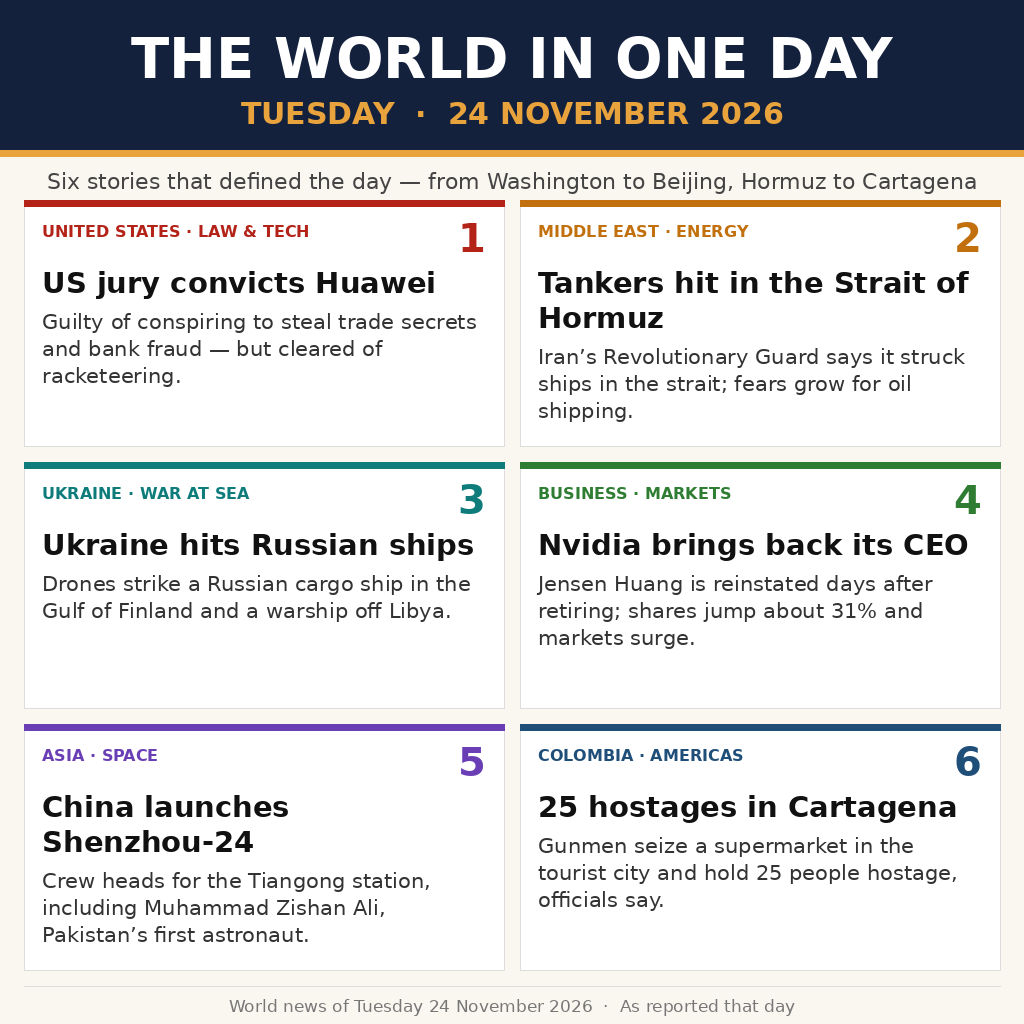 THE WORLD IN ONE DAY
TUESDAY · 24 NOVEMBER 2026
Six stories that defined the day — from Washington to Beijing, Hormuz to Cartagena
UNITED STATES · LAW & TECH
1
US jury convicts Huawei
Guilty of conspiring to steal trade secrets
and bank fraud — but cleared of
racketeering.
MIDDLE EAST · ENERGY
2
Tankers hit in the Strait of
Hormuz
Iran’s Revolutionary Guard says it struck
ships in the strait; fears grow for oil
shipping.
UKRAINE · WAR AT SEA
3
Ukraine hits Russian ships
Drones strike a Russian cargo ship in the
Gulf of Finland and a warship off Libya.
BUSINESS · MARKETS
4
Nvidia brings back its CEO
Jensen Huang is reinstated days after
retiring; shares jump about 31% and
markets surge.
ASIA · SPACE
5
China launches
Shenzhou-24
Crew heads for the Tiangong station,
including Muhammad Zishan Ali,
Pakistan’s first astronaut.
COLOMBIA · AMERICAS
6
25 hostages in Cartagena
Gunmen seize a supermarket in the
tourist city and hold 25 people hostage,
officials say.
World news of Tuesday 24 November 2026 · As reported that day